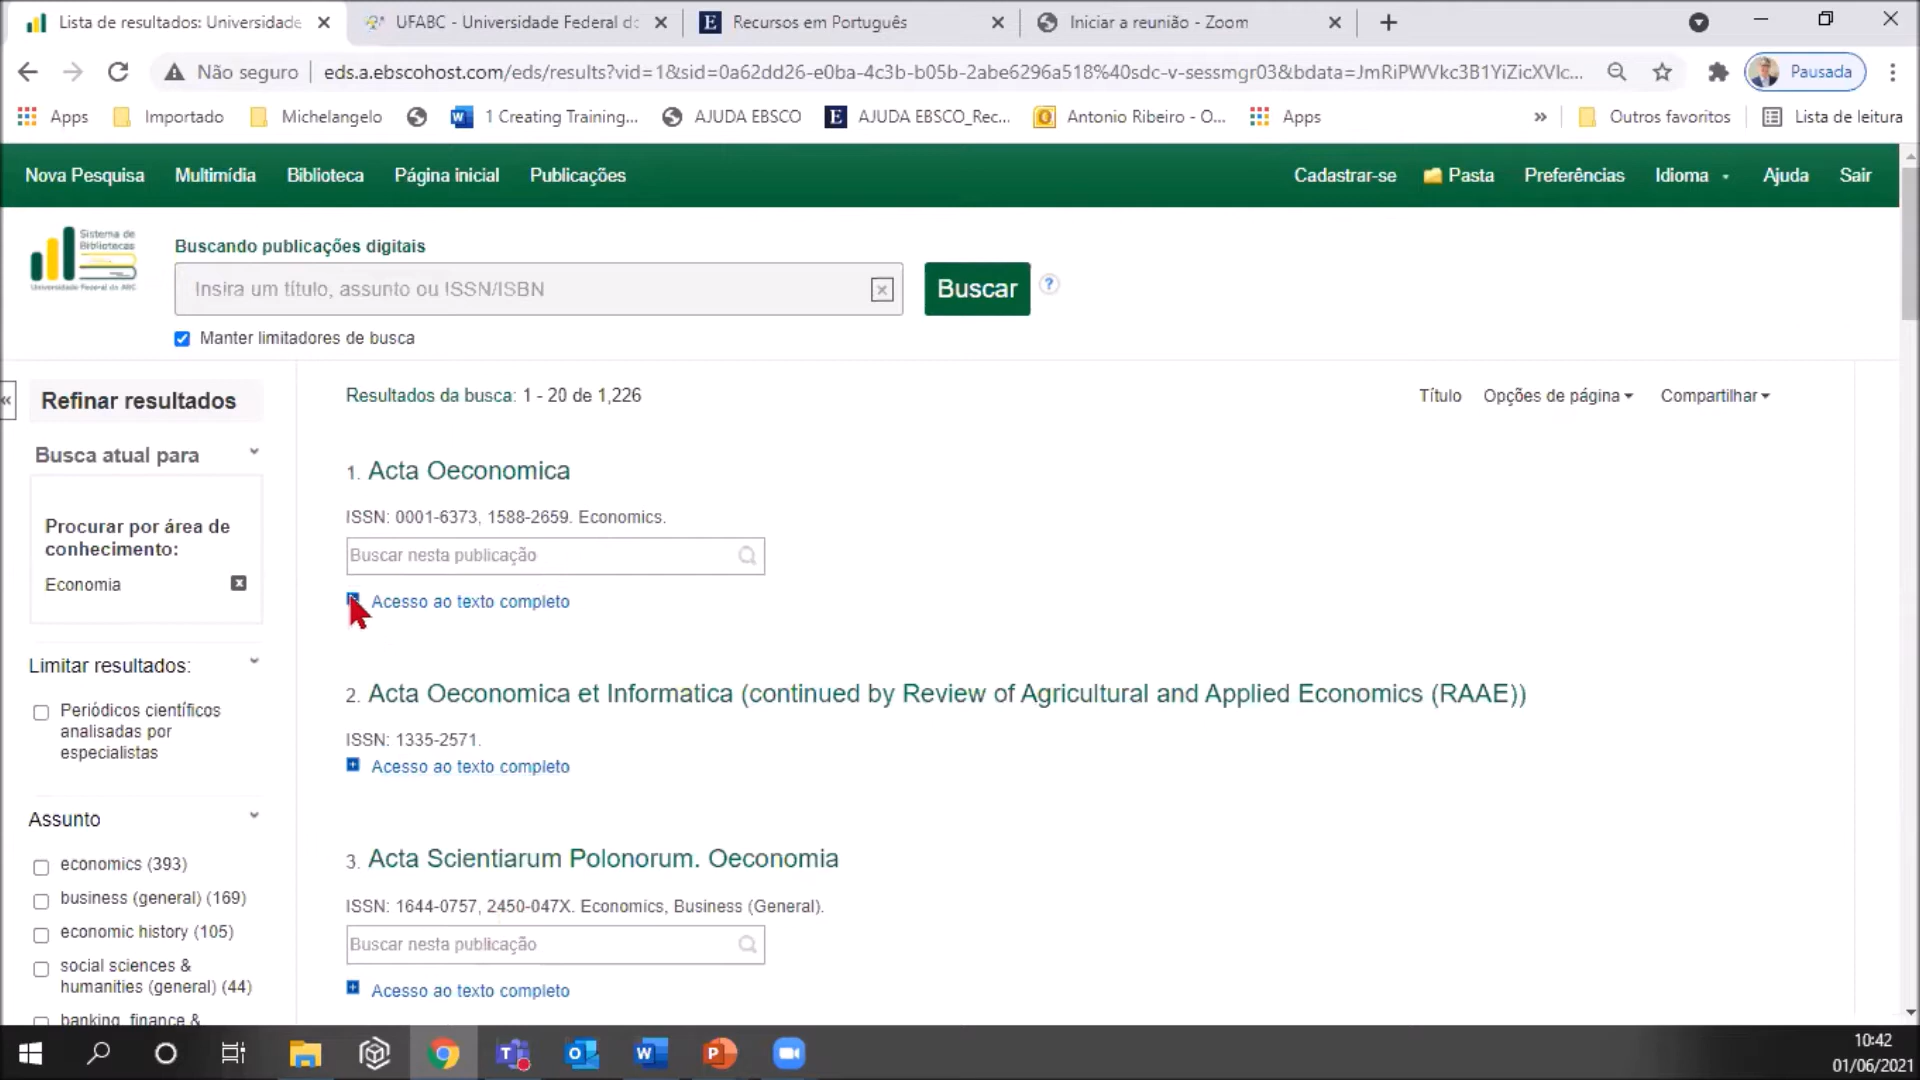 Lista de resultados: Universidade
UFABC - Universidade Federal do
Recursos em Português
Iniciar a reunião - Zoom
Não seguro
eds.a.ebscohost.com/eds/results?vid=1&sid=0a62dd26-e0ba-4c3b-b05b-2abe6296a518%40sdc-v-sessmgr03&bdata=JmRiPWVkc3B1YiZicXVlc...
Pausada
Apps
Importado
Michelangelo
1 Creating Training...
AJUDA EBSCO
AJUDA EBSCO_Rec...
Antonio Ribeiro - O...
Apps
»
Outros favoritos
Lista de leitura
Nova Pesquisa
Multimídia
Biblioteca
Página inicial
Publicações
Cadastrar-se
Pasta
Preferências
Idioma
Ajuda
Sair
Sistema de
Bibliotecas
Universidade Federal do ABC
Buscando publicações digitais
Insira um título, assunto ou ISSN/ISBN
Buscar
?
Manter limitadores de busca
«
Refinar resultados
Busca atual para
Procurar por área de
conhecimento:
Economia
Limitar resultados:
Periódicos científicos
analisadas por
especialistas
Assunto
economics (393)
business (general) (169)
economic history (105)
social sciences &
humanities (general) (44)
banking, finance &
Resultados da busca: 1 - 20 de 1,226
Título
Opções de página
Compartilhar
1. Acta Oeconomica
ISSN: 0001-6373, 1588-2659. Economics.
Buscar nesta publicação
Acesso ao texto completo
2. Acta Oeconomica et Informatica (continued by Review of Agricultural and Applied Economics (RAAE))
ISSN: 1335-2571.
Acesso ao texto completo
3. Acta Scientiarum Polonorum. Oeconomia
ISSN: 1644-0757, 2450-047X. Economics, Business (General).
Buscar nesta publicação
Acesso ao texto completo
10:42
01/06/2021